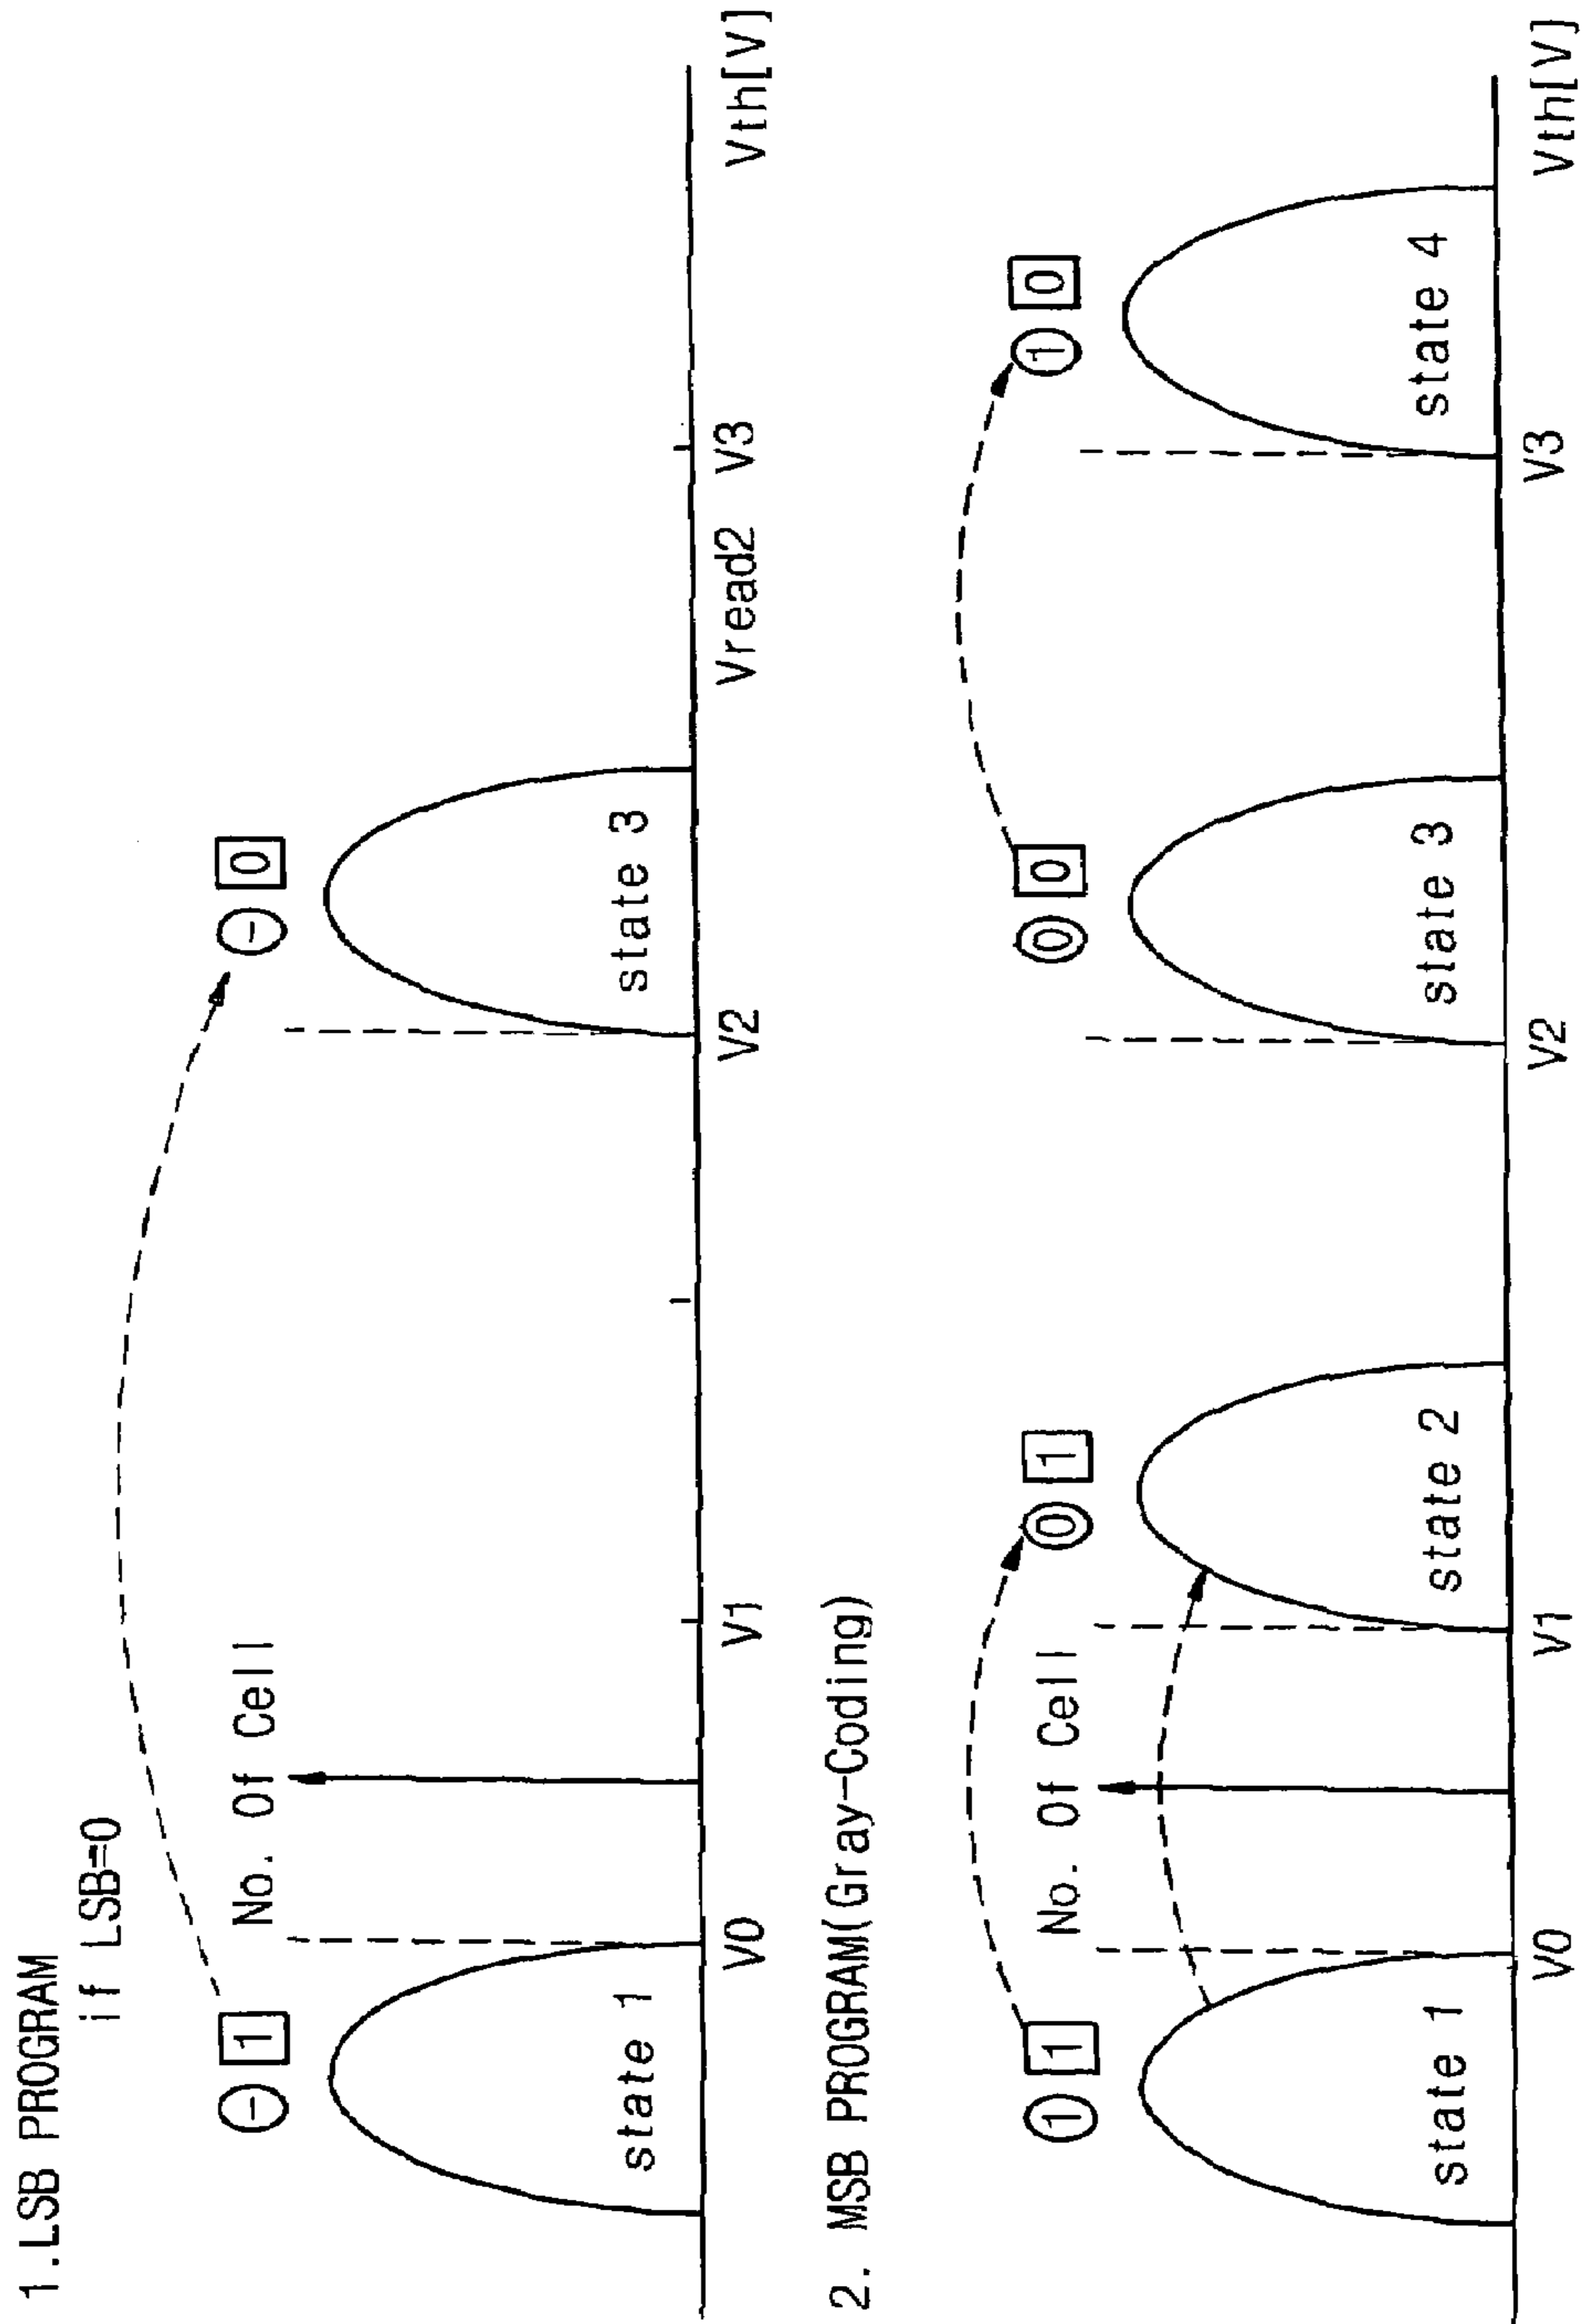 1.LSB PROGRAM
if LSB=0
- 1
- 0
No. Of Cell
state 1
state 3
V0 V1 V2 Vread2 V3 Vth[V]
2. MSB PROGRAM(Gray-Coding)
1 1
0 1
0 0
1 0
No. Of Cell
state 1
state 2
state 3
state 4
V0 V1 V2 V3 Vth[V]